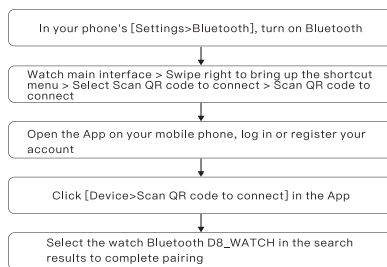 In your phone's [Settings>Bluetooth], turn on Bluetooth
Watch main interface > Swipe right to bring up the shortcut
menu > Select Scan QR code to connect > Scan QR code to
connect
Open the App on your mobile phone, log in or register your
account
Click [Device>Scan QR code to connect] in the App
Select the watch Bluetooth D8_WATCH in the search
results to complete pairing